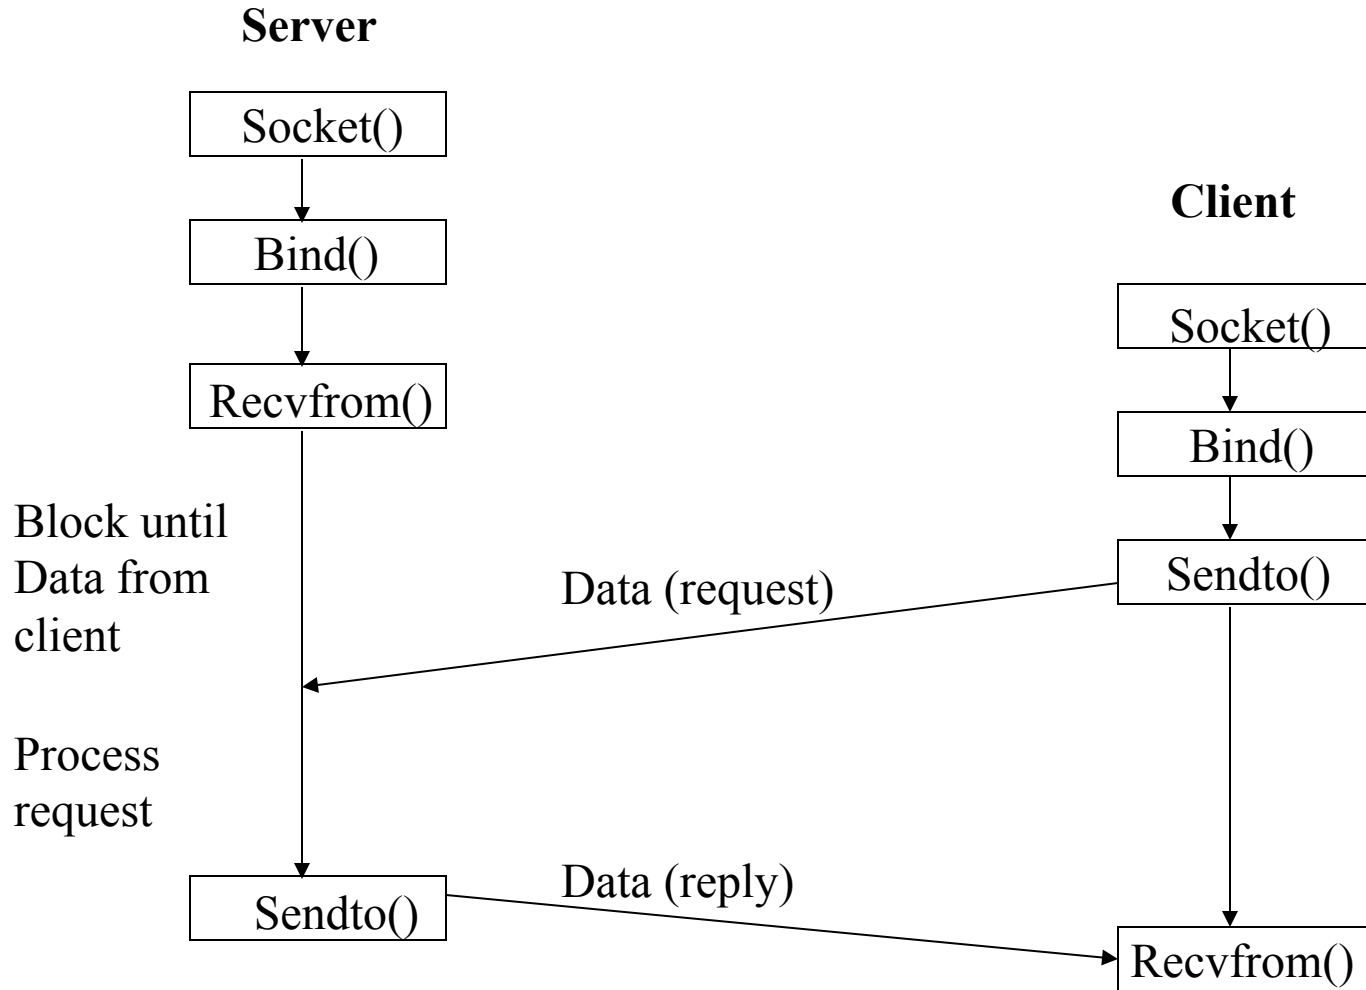 Server
Socket()
Bind()
Recvfrom()
Block until
Data from
client
Process
request
Sendto()
Data (request)
Data (reply)
Client
Socket()
Bind()
Sendto()
Recvfrom()